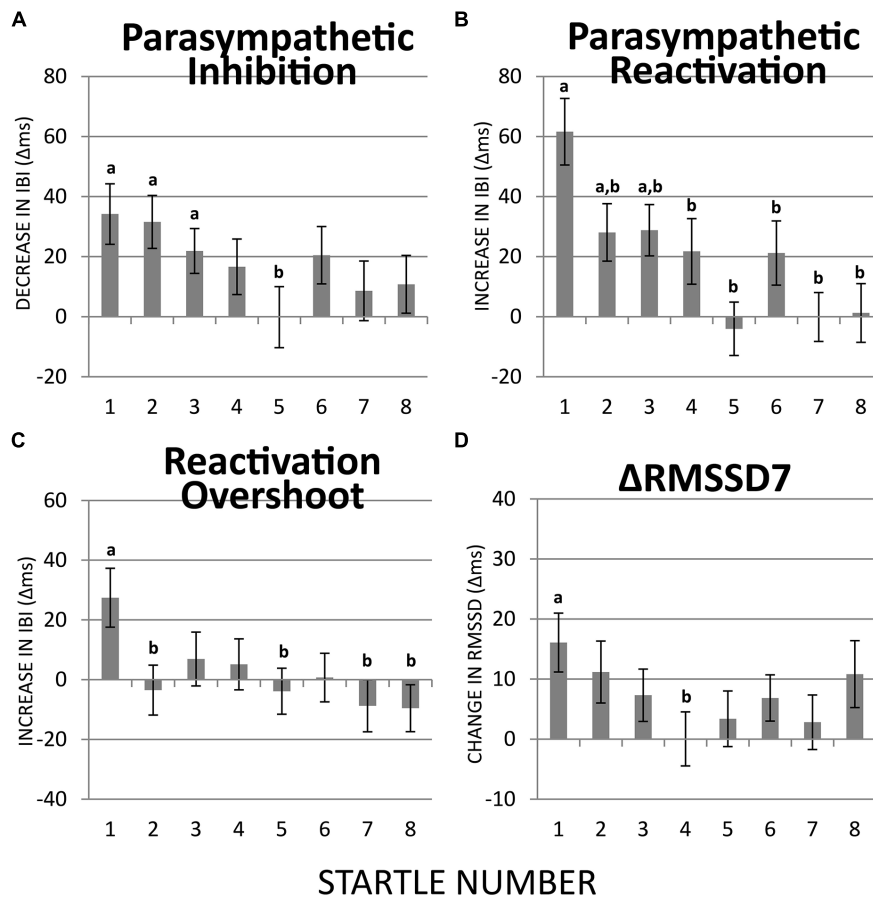 A
Parasympathetic
Inhibition
DECREASE IN IBI (Δms)
80
60
40
20
0
-20
a
a
a
b
1 2 3 4 5 6 7 8
B
Parasympathetic
Reactivation
INCREASE IN IBI (Δms)
80
60
40
20
0
-20
a
a,b
a,b
b
b
b
b
b
1 2 3 4 5 6 7 8
C
Reactivation
Overshoot
INCREASE IN IBI (Δms)
60
40
20
0
-20
-40
a
b
b
b
b
1 2 3 4 5 6 7 8
D
ΔRMSSD7
CHANGE IN RMSSD (Δms)
40
30
20
10
0
-10
a
b
1 2 3 4 5 6 7 8
STARTLE NUMBER